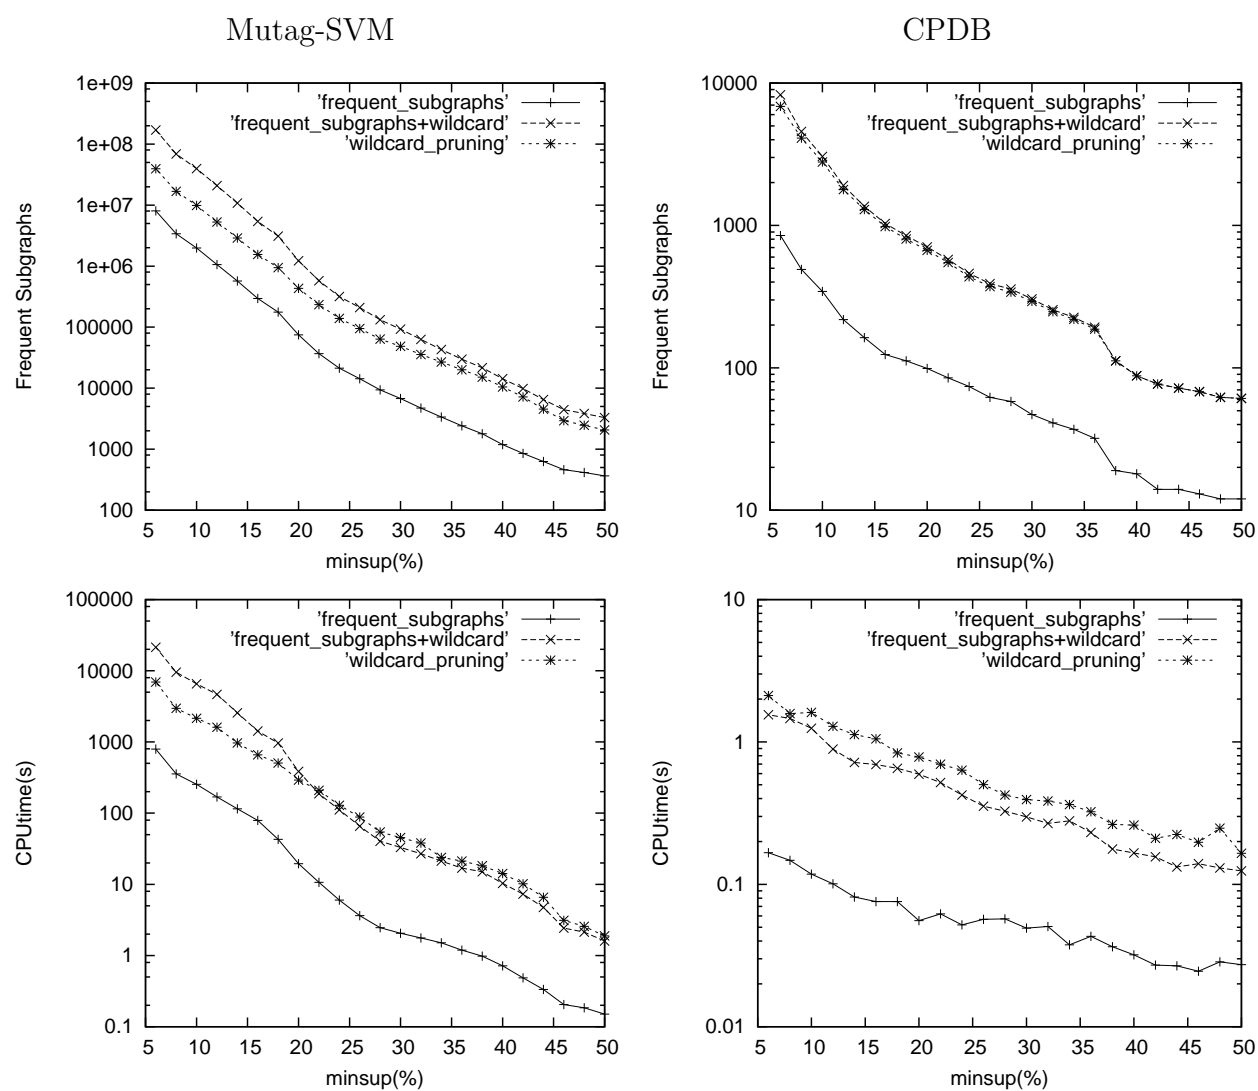 Mutag-SVM
CPDB
1e+09
1e+08
1e+07
1e+06
100000
10000
1000
100
Frequent Subgraphs
'frequent_subgraphs'
'frequent_subgraphs+wildcard'
'wildcard_pruning'
5 10 15 20 25 30 35 40 45 50
minsup(%)
10000
1000
100
10
Frequent Subgraphs
'frequent_subgraphs'
'frequent_subgraphs+wildcard'
'wildcard_pruning'
5 10 15 20 25 30 35 40 45 50
minsup(%)
100000
10000
1000
100
10
1
0.1
CPUtime(s)
'frequent_subgraphs'
'frequent_subgraphs+wildcard'
'wildcard_pruning'
5 10 15 20 25 30 35 40 45 50
minsup(%)
10
1
0.1
0.01
CPUtime(s)
'frequent_subgraphs'
'frequent_subgraphs+wildcard'
'wildcard_pruning'
5 10 15 20 25 30 35 40 45 50
minsup(%)